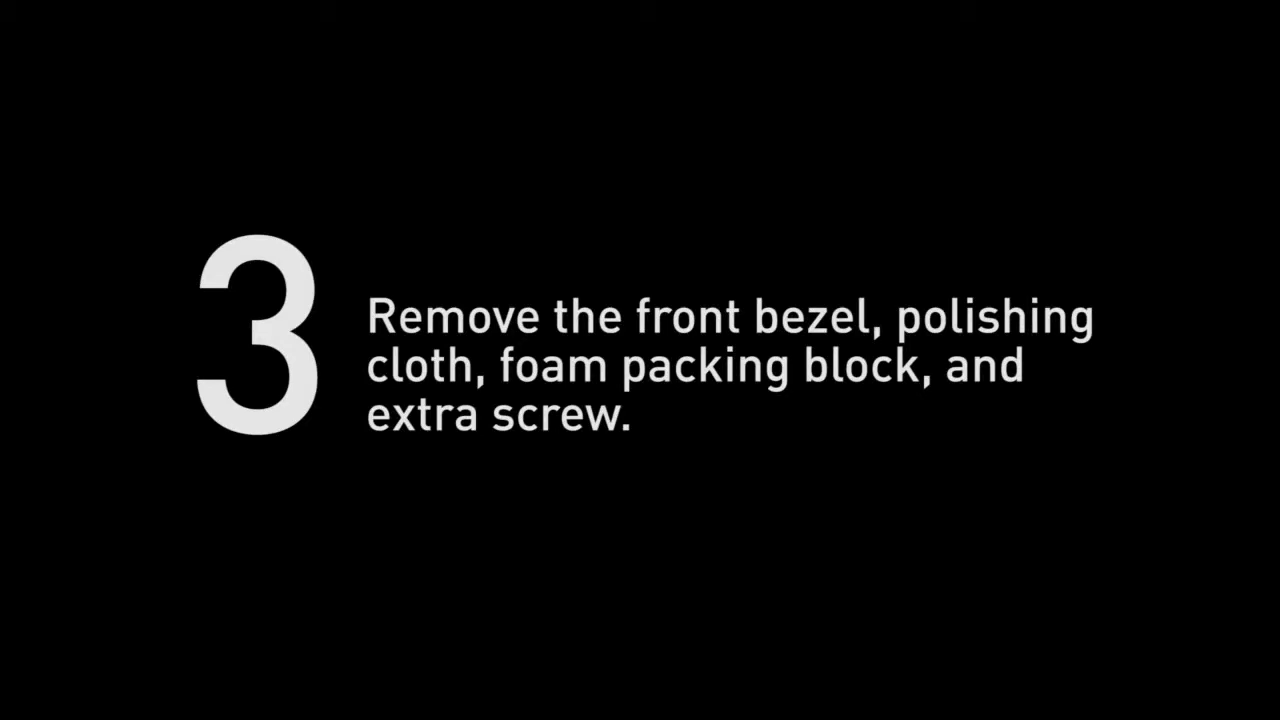 3
Remove the front bezel, polishing
cloth, foam packing block, and
extra screw.